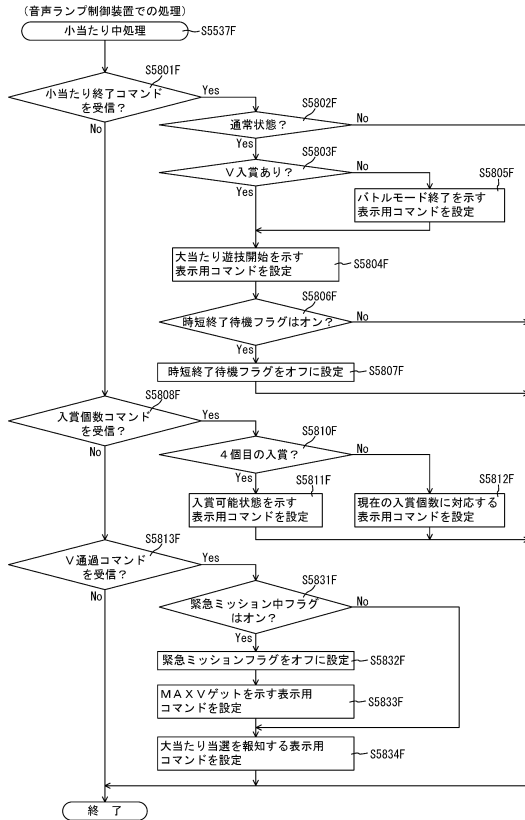 (音声ランプ制御装置での処理)
小当たり中処理
S5537F
S5801F
小当たり終了コマンド
を受信?
Yes
No
S5802F
通常状態?
No
Yes
S5803F
V入賞あり?
No
Yes
S5805F
バトルモード終了を示す
表示用コマンドを設定
大当たり遊技開始を示す
表示用コマンドを設定
S5804F
S5806F
時短終了待機フラグはオン?
No
Yes
時短終了待機フラグをオフに設定
S5807F
S5808F
入賞個数コマンド
を受信?
Yes
No
S5810F
4個目の入賞?
No
Yes
S5811F
入賞可能状態を示す
表示用コマンドを設定
S5812F
現在の入賞個数に対応する
表示用コマンドを設定
S5813F
V通過コマンド
を受信?
Yes
No
S5831F
緊急ミッション中フラグ
はオン?
No
Yes
緊急ミッションフラグをオフに設定
S5832F
MAXVゲットを示す表示用
コマンドを設定
S5833F
大当たり当選を報知する表示用
コマンドを設定
S5834F
終 了